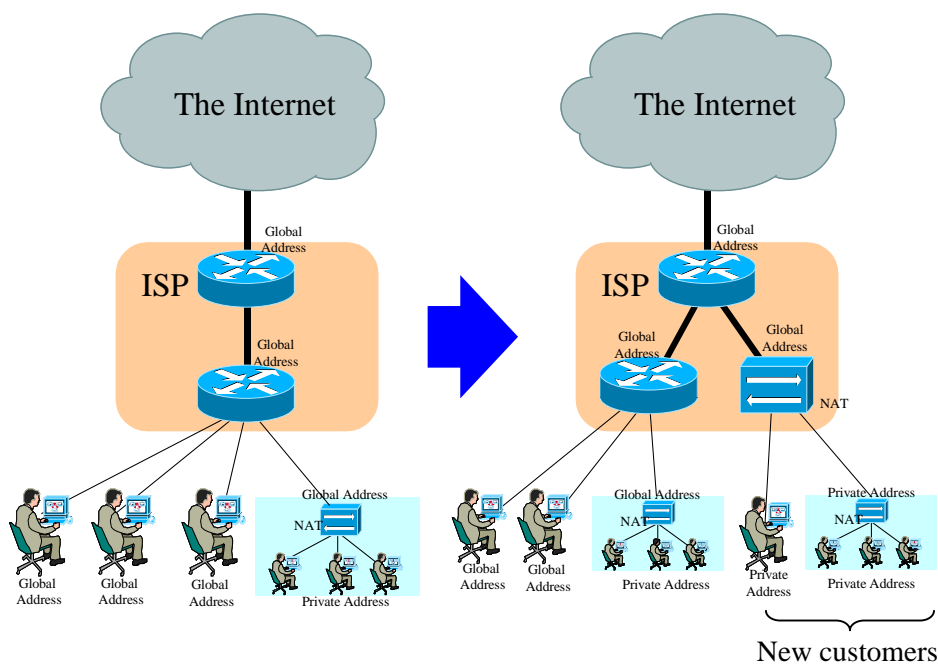 The Internet
Global
Address
ISP
Global
Address
Global Address
NAT
Global
Address
Global
Address
Global
Address
Private Address
The Internet
Global
Address
ISP
Global
Address
Global
Address
NAT
Global Address
NAT
Private Address
NAT
Global
Address
Global
Address
Private Address
Private
Address
Private Address
New customers